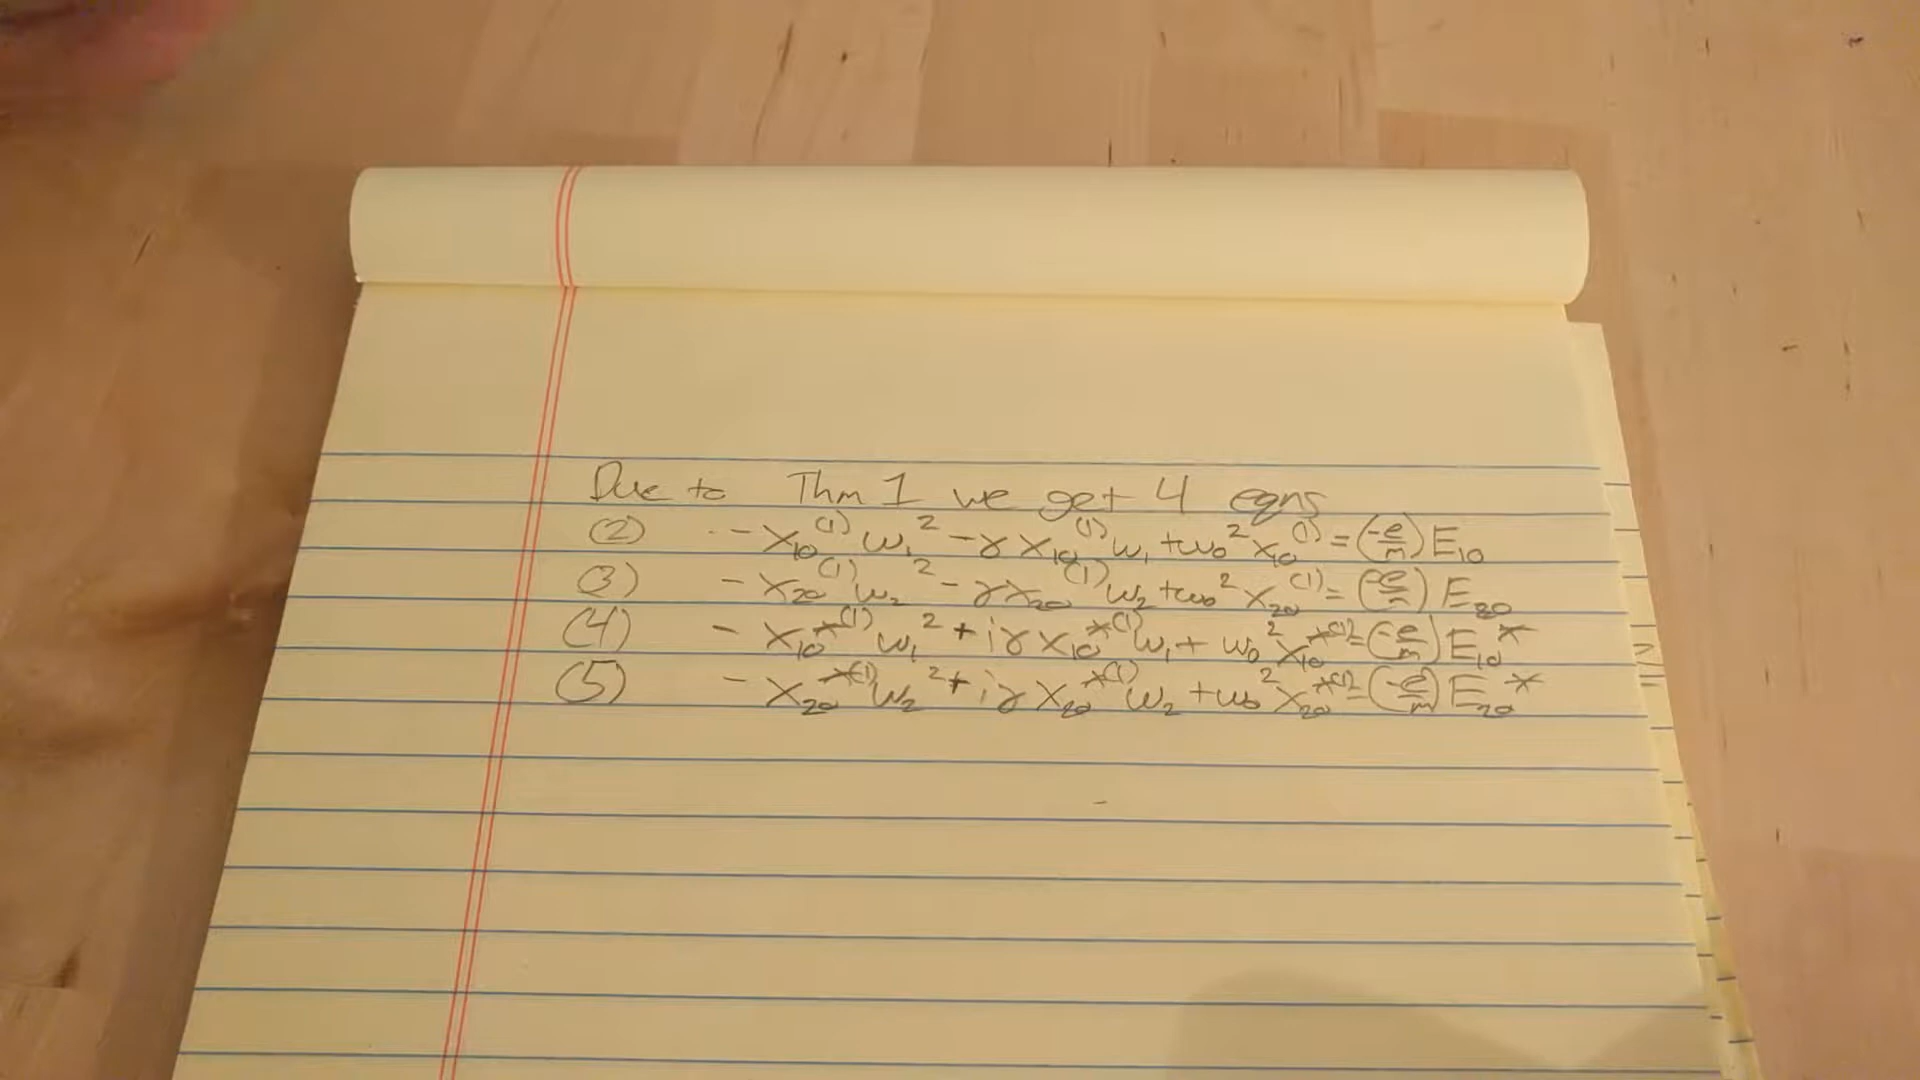 Due to Thm 1 we get 4 eqns
(2) - x₁₀⁽¹⁾ ω₁² - γ x₁₀⁽¹⁾ ω₁ + ω₀² x₁₀⁽¹⁾ = (-e/m) E₁₀
(3) - x₂₀⁽¹⁾ ω₂² - γ x₂₀⁽¹⁾ ω₂ + ω₀² x₂₀⁽¹⁾ = (-e/m) E₂₀
(4) - x₁₀*⁽¹⁾ ω₁² + iγ x₁₀*⁽¹⁾ ω₁ + ω₀² x₁₀*⁽¹⁾ = (-e/m) E₁₀*
(5) - x₂₀*⁽¹⁾ ω₂² + iγ x₂₀*⁽¹⁾ ω₂ + ω₀² x₂₀*⁽¹⁾ = (-e/m) E₂₀*